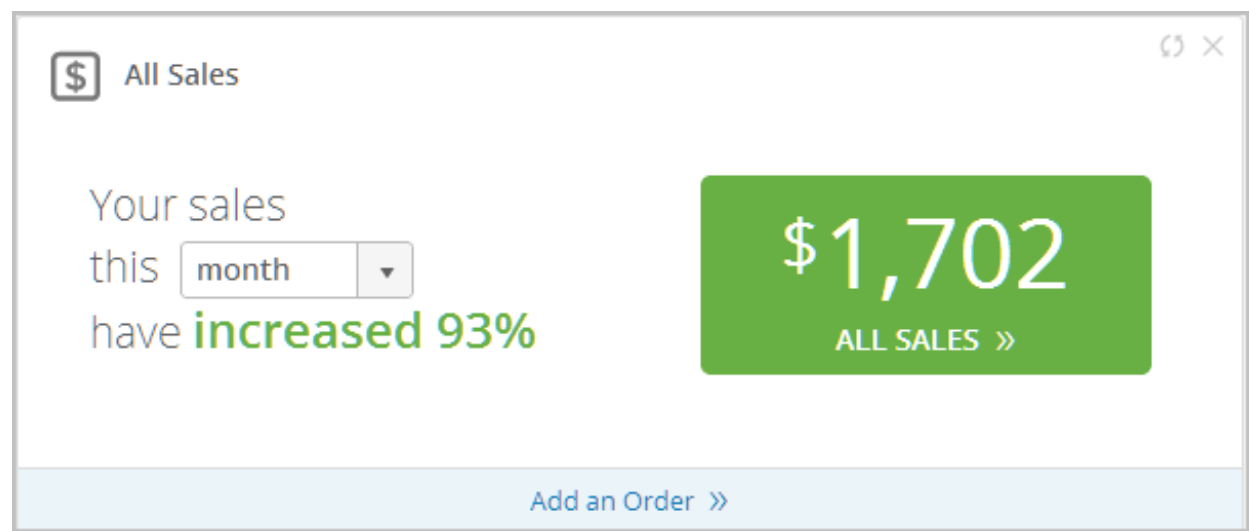 $ All Sales
Your sales
this month
have increased 93%
$1,702
ALL SALES »
Add an Order »